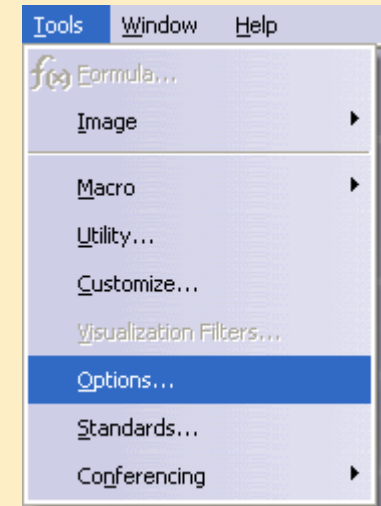 Tools Window Help
f(x) Formula...
Image
Macro
Utility...
Customize...
Visualization Filters...
Options...
Standards...
Conferencing